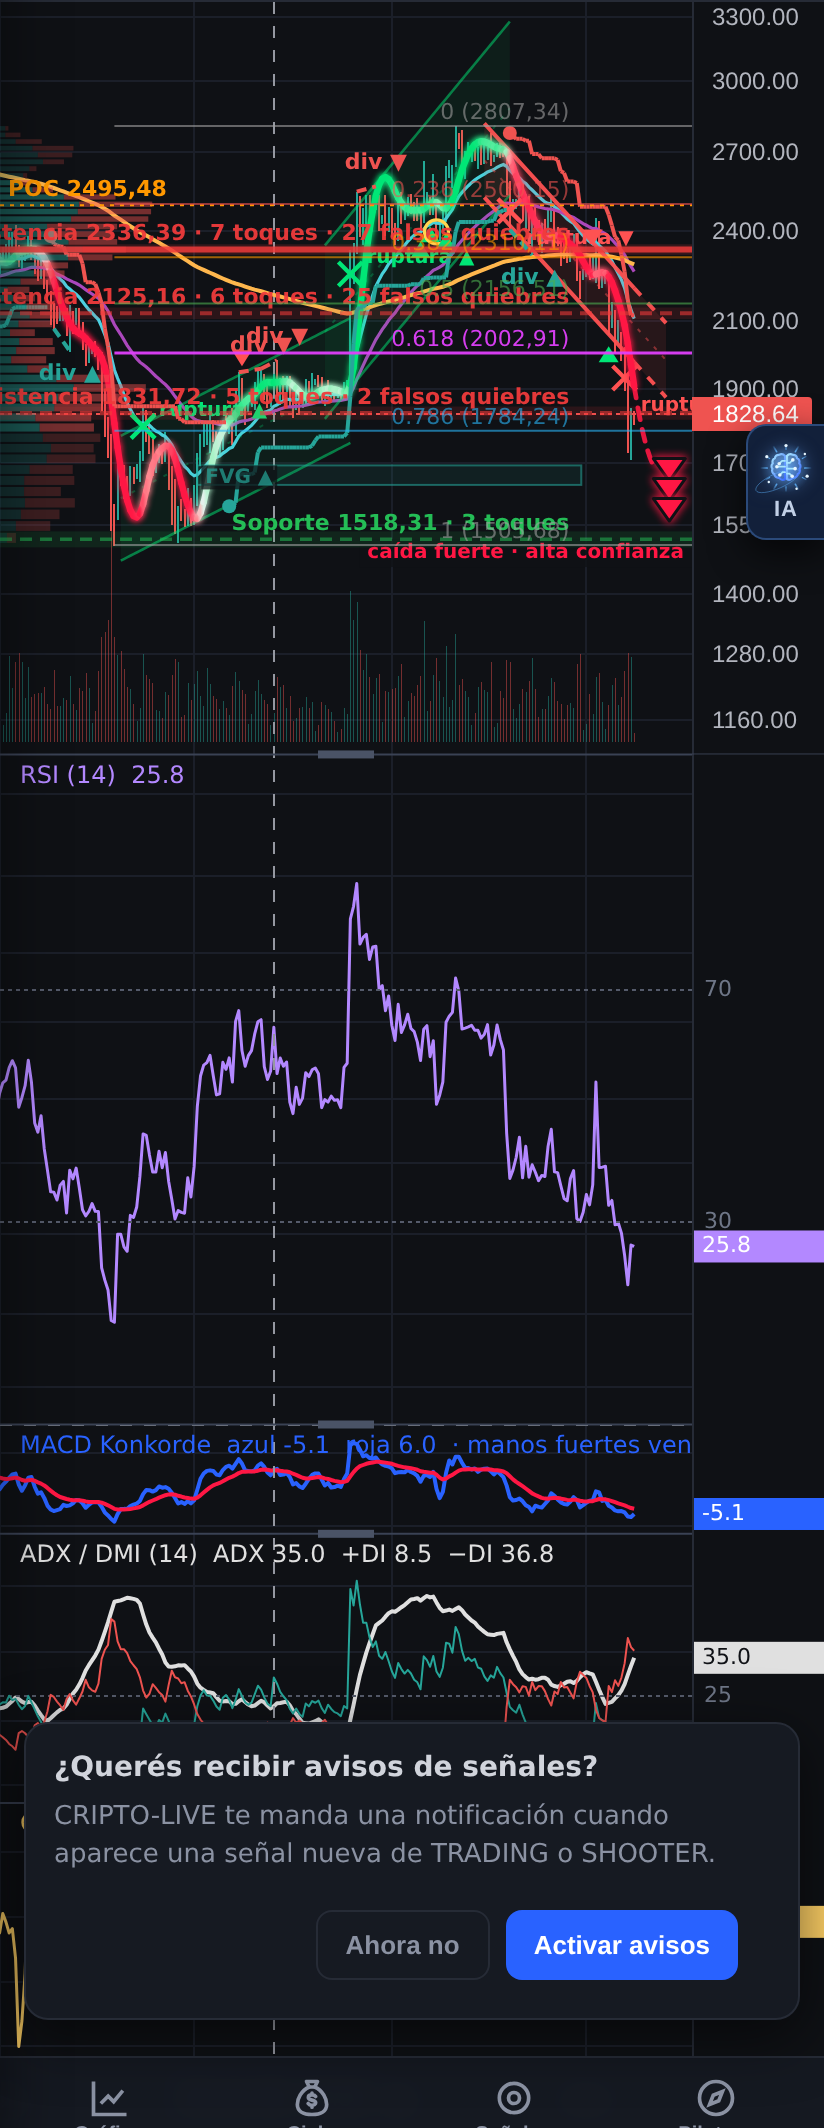 3300.00
3000.00
0 (2807,34)
div
2700.00
POC 2495,48
2400.00
tencia 2336,39 · 7 toques · 27 falsos quiebres
ruptura
div
tencia 2125,16 · 6 toques · 25 falsos quiebres
2100.00
div
0.618 (2002,91)
div
1900.00
istencia 1831,72 · 5 toques · 2 falsos quiebres
ruptura
0.786 (1784,24)
1828.64
FVG
IA
Soporte 1518,31 · 3 toques
caída fuerte · alta confianza
1400.00
1280.00
1160.00
RSI (14) 25.8
70
30
25.8
MACD Konkorde azul -5.1 roja 6.0 · manos fuertes ven
-5.1
ADX / DMI (14) ADX 35.0 +DI 8.5 −DI 36.8
35.0
25
¿Querés recibir avisos de señales?
CRIPTO-LIVE te manda una notificación cuando
aparece una señal nueva de TRADING o SHOOTER.
Ahora no
Activar avisos